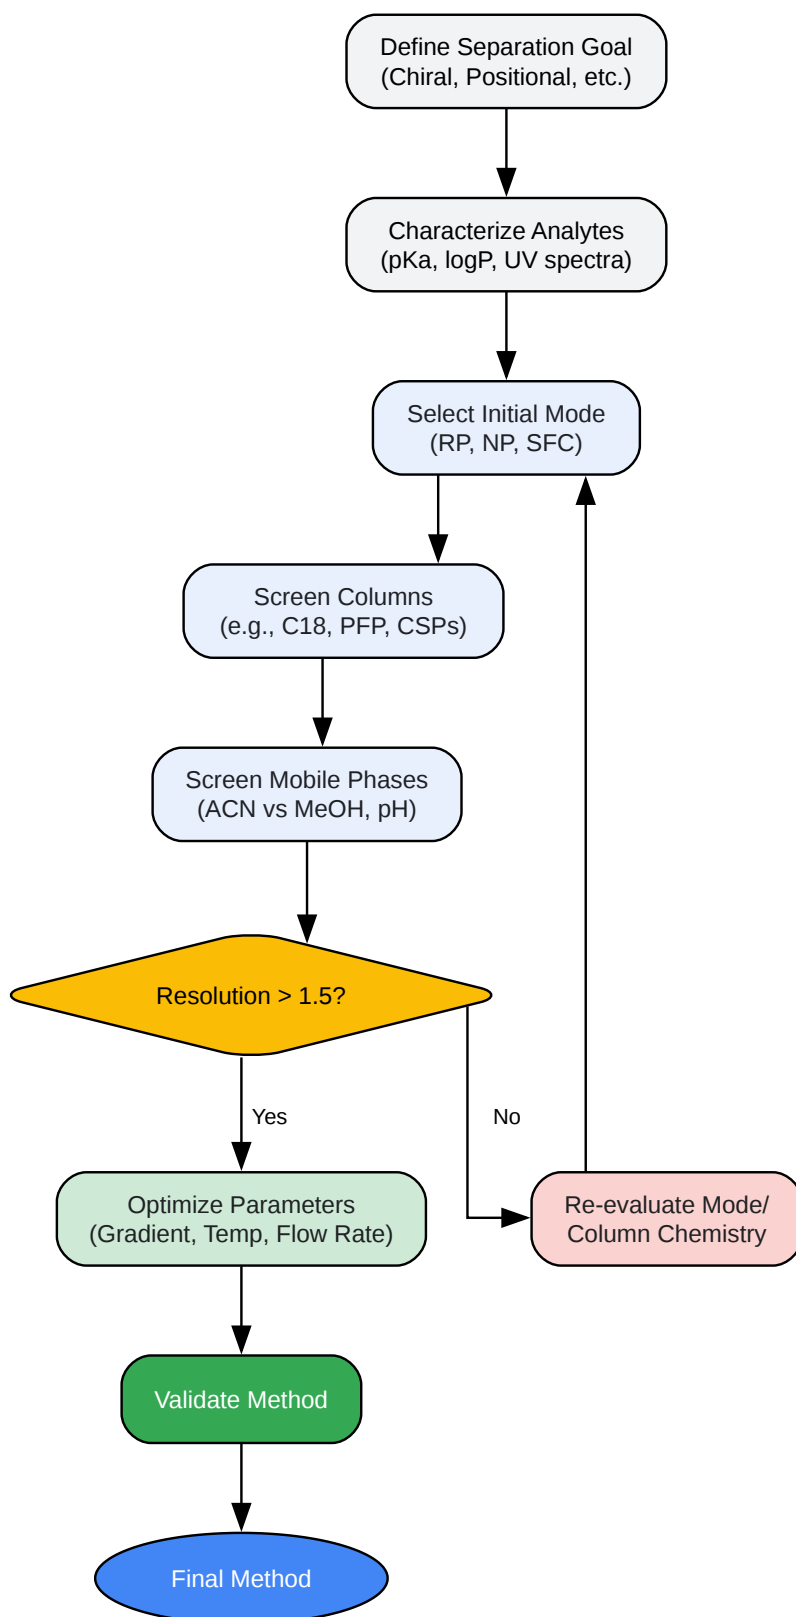 Define Separation Goal
(Chiral, Positional, etc.)
Characterize Analytes
(pKa, logP, UV spectra)
Select Initial Mode
(RP, NP, SFC)
Screen Columns
(e.g., C18, PFP, CSPs)
Screen Mobile Phases
(ACN vs MeOH, pH)
Resolution > 1.5?
Yes
No
Optimize Parameters
(Gradient, Temp, Flow Rate)
Re-evaluate Mode/
Column Chemistry
Validate Method
Final Method